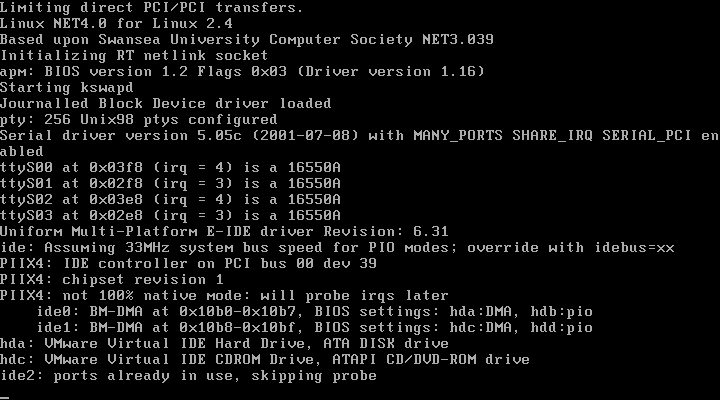 Limiting direct PCI/PCI transfers.
Linux NET4.0 for Linux 2.4
Based upon Swansea University Computer Society NET3.039
Initializing RT netlink socket
apm: BIOS version 1.2 Flags 0x03 (Driver version 1.16)
Starting kswapd
Journalled Block Device driver loaded
pty: 256 Unix98 ptys configured
Serial driver version 5.05c (2001-07-08) with MANY_PORTS SHARE_IRQ SERIAL_PCI en
abled
ttyS00 at 0x03f8 (irq = 4) is a 16550A
ttyS01 at 0x02f8 (irq = 3) is a 16550A
ttyS02 at 0x03e8 (irq = 4) is a 16550A
ttyS03 at 0x02e8 (irq = 3) is a 16550A
Uniform Multi-Platform E-IDE driver Revision: 6.31
ide: Assuming 33MHz system bus speed for PIO modes; override with idebus=xx
PIIX4: IDE controller on PCI bus 00 dev 39
PIIX4: chipset revision 1
PIIX4: not 100% native mode: will probe irqs later
    ide0: BM-DMA at 0x10b0-0x10b7, BIOS settings: hda:DMA, hdb:pio
    ide1: BM-DMA at 0x10b8-0x10bf, BIOS settings: hdc:DMA, hdd:pio
hda: VMware Virtual IDE Hard Drive, ATA DISK drive
hdc: VMware Virtual IDE CDROM Drive, ATAPI CD/DVD-ROM drive
ide2: ports already in use, skipping probe